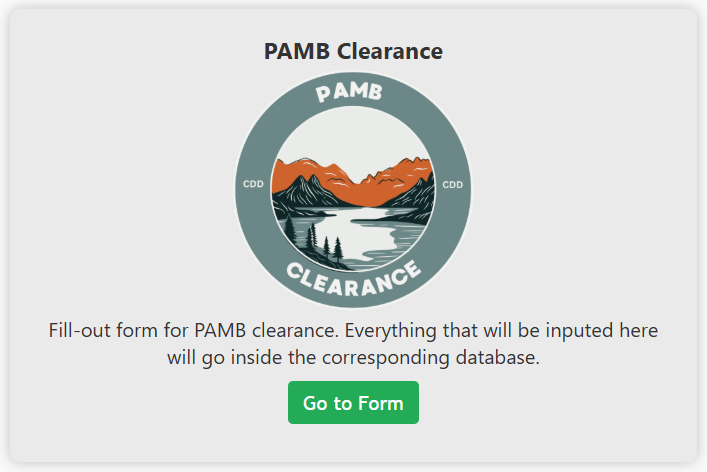 PAMB Clearance
PAMB
CDD
CDD
CLEARANCE
Fill-out form for PAMB clearance. Everything that will be inputed here
will go inside the corresponding database.
Go to Form